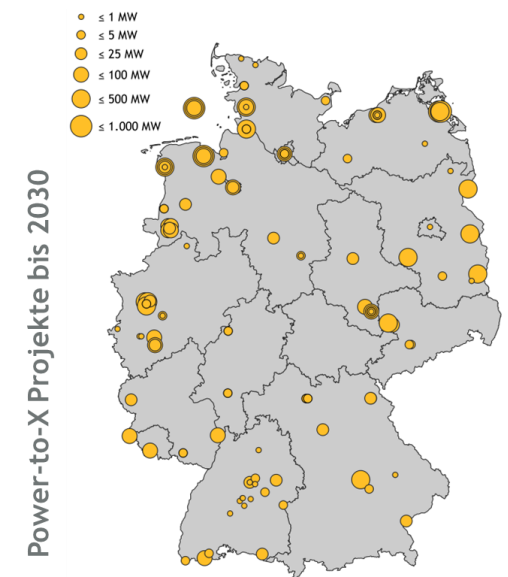 ≤ 1 MW
≤ 5 MW
≤ 25 MW
≤ 100 MW
≤ 500 MW
≤ 1.000 MW
Power-to-X Projekte bis 2030